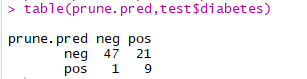 > table(prune.pred,test$diabetes)
prune.pred neg pos
neg 47 21
pos 1 9